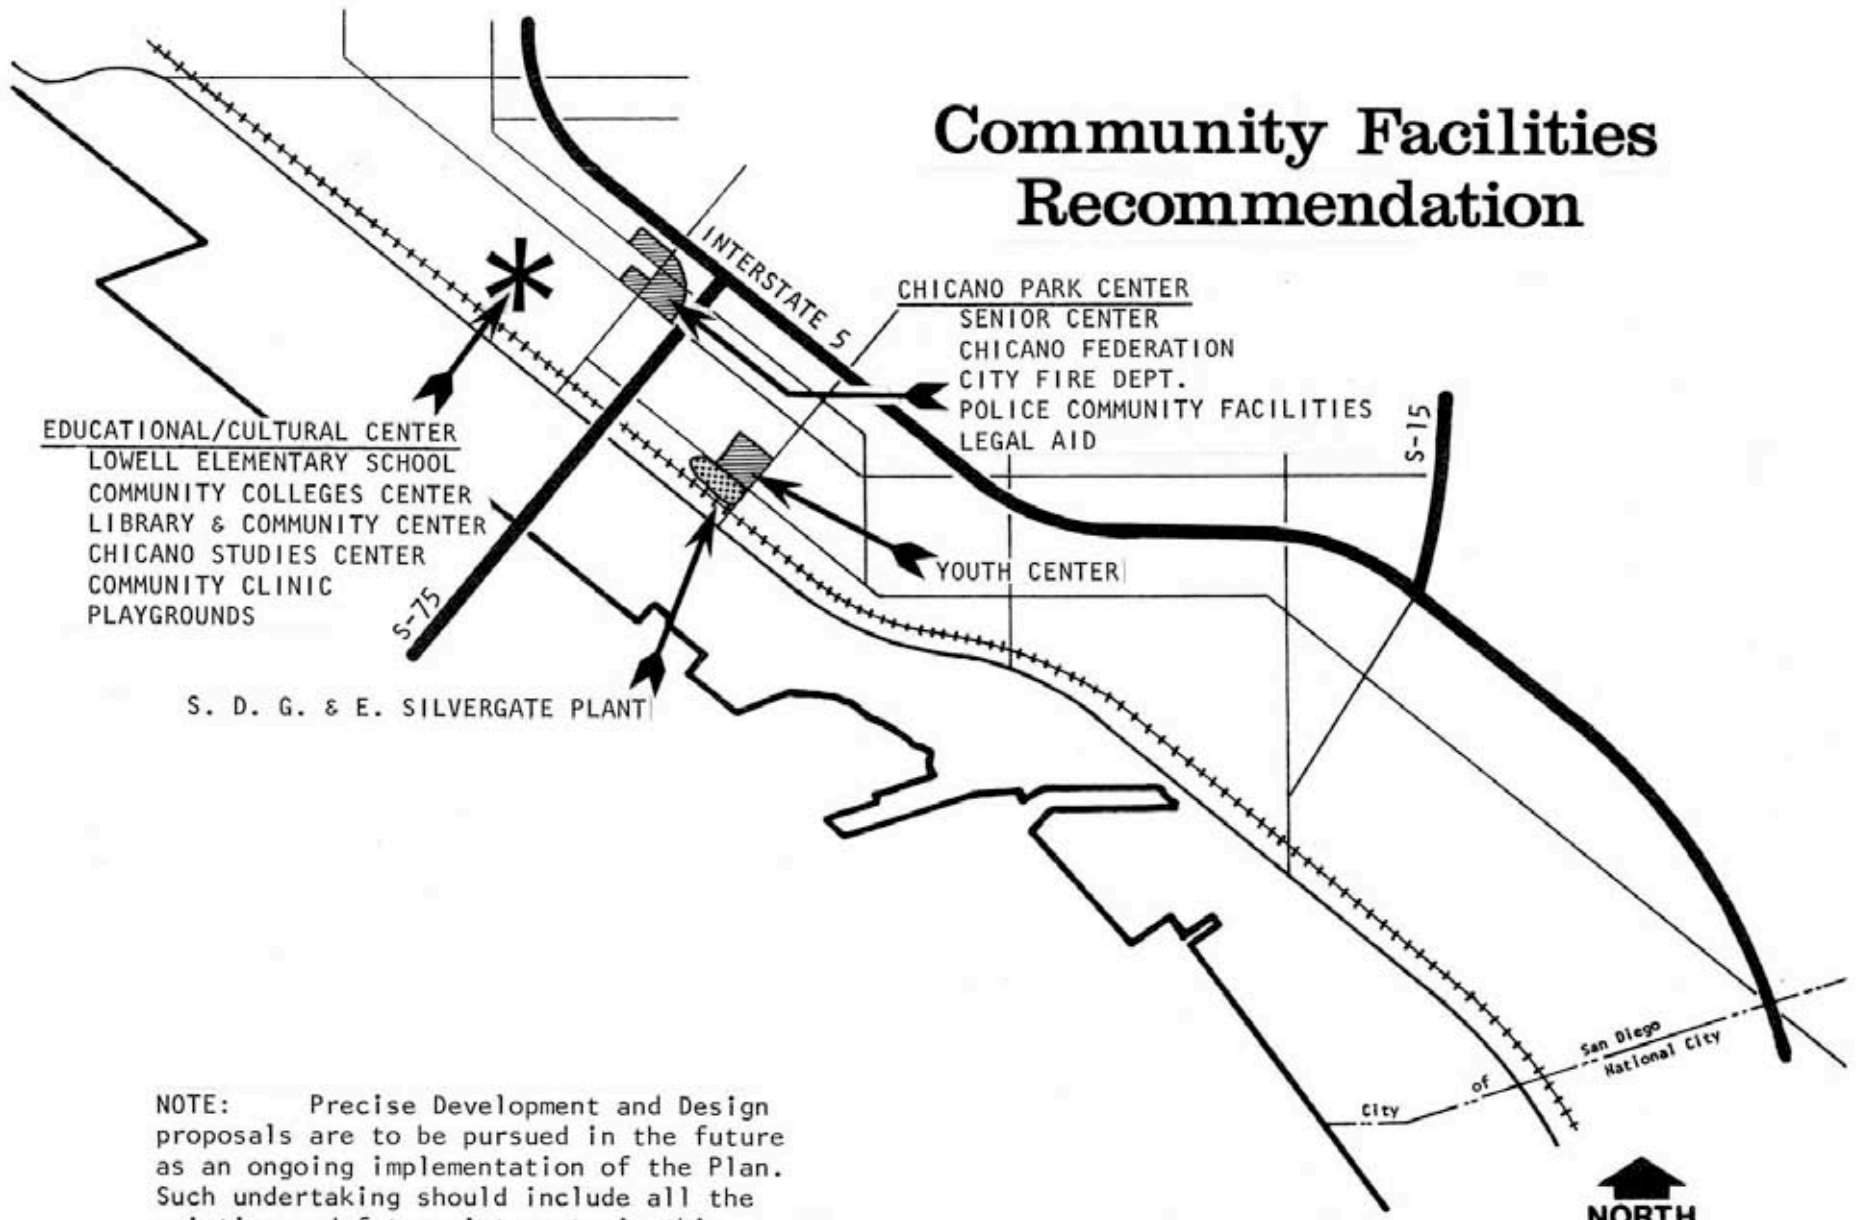 Community Facilities
Recommendation
INTERSTATE 5
CHICANO PARK CENTER
SENIOR CENTER
CHICANO FEDERATION
CITY FIRE DEPT.
POLICE COMMUNITY FACILITIES
LEGAL AID
S-15
EDUCATIONAL/CULTURAL CENTER
LOWELL ELEMENTARY SCHOOL
COMMUNITY COLLEGES CENTER
LIBRARY & COMMUNITY CENTER
CHICANO STUDIES CENTER
COMMUNITY CLINIC
PLAYGROUNDS
S-75
YOUTH CENTER
S. D. G. & E. SILVERGATE PLANT
San Diego
City of
National City
NOTE: Precise Development and Design
proposals are to be pursued in the future
as an ongoing implementation of the Plan.
Such undertaking should include all the
NORTH